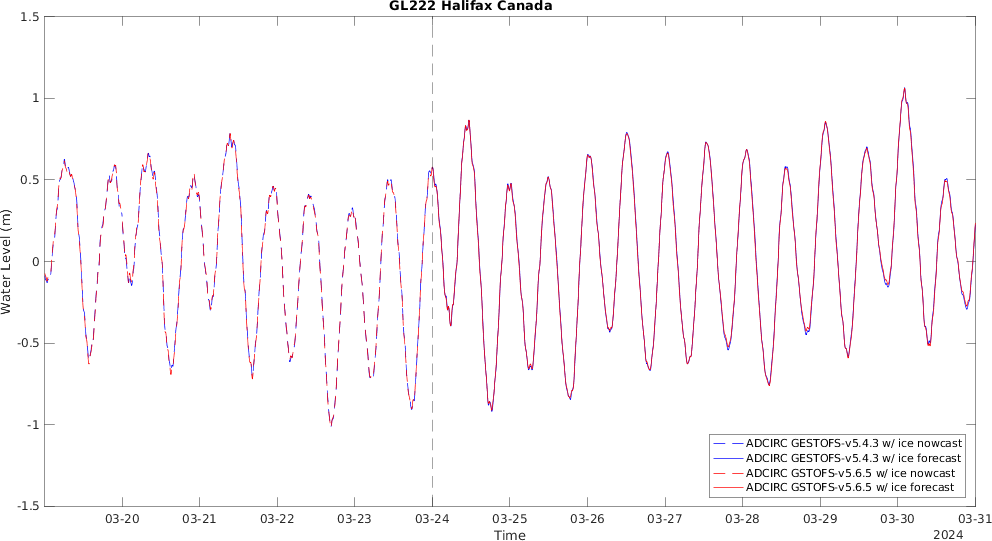 GL222 Halifax Canada
1.5
1
0.5
0
-0.5
-1
-1.5
Water Level (m)
ADCIRC GESTOFS-v5.4.3 w/ ice nowcast
ADCIRC GESTOFS-v5.4.3 w/ ice forecast
ADCIRC GSTOFS-v5.6.5 w/ ice nowcast
ADCIRC GSTOFS-v5.6.5 w/ ice forecast
03-20 03-21 03-22 03-23 03-24 03-25 03-26 03-27 03-28 03-29 03-30 03-31
Time
2024